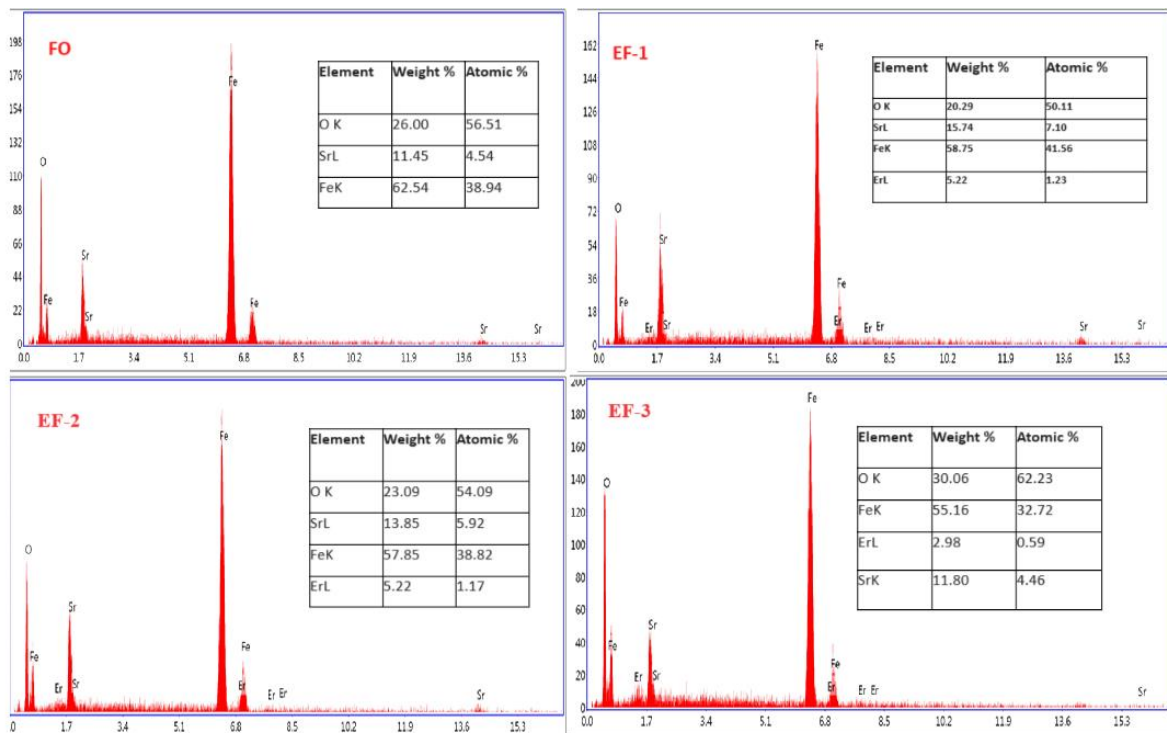 FO
198
176
154
132
110
88
66
44
22
0
O
Fe
Sr
Sr
Fe
Fe
Sr
Sr
0.0 1.7 3.4 5.1 6.8 8.5 10.2 11.9 13.6 15.3
Element Weight % Atomic %
O K 26.00 56.51
SrL 11.45 4.54
FeK 62.54 38.94
EF-1
162
144
126
108
90
72
54
36
18
0
O
Fe
Er
Sr
Sr
Fe
Er
Fe
Er Er
Sr
Sr
0.0 1.7 3.4 5.1 6.8 8.5 10.2 11.9 13.6 15.3
Element Weight % Atomic %
O K 20.29 50.11
SrL 15.74 7.10
FeK 58.75 41.56
ErL 5.22 1.23
EF-2
O
Fe
Er
Sr
Sr
Fe
Er
Fe
Er Er
Sr
0.0 1.7 3.4 5.1 6.8 8.5 10.2 11.9 13.6 15.3
Element Weight % Atomic %
O K 23.09 54.09
SrL 13.85 5.92
FeK 57.85 38.82
ErL 5.22 1.17
EF-3
200
180
160
140
120
100
80
60
40
20
0
O
Fe
Er
Sr
Sr
Fe
Er
Fe
Er Er
Sr
0.0 1.7 3.4 5.1 6.8 8.5 10.2 11.9 13.6 15.3
Element Weight % Atomic %
O K 30.06 62.23
FeK 55.16 32.72
ErL 2.98 0.59
SrK 11.80 4.46